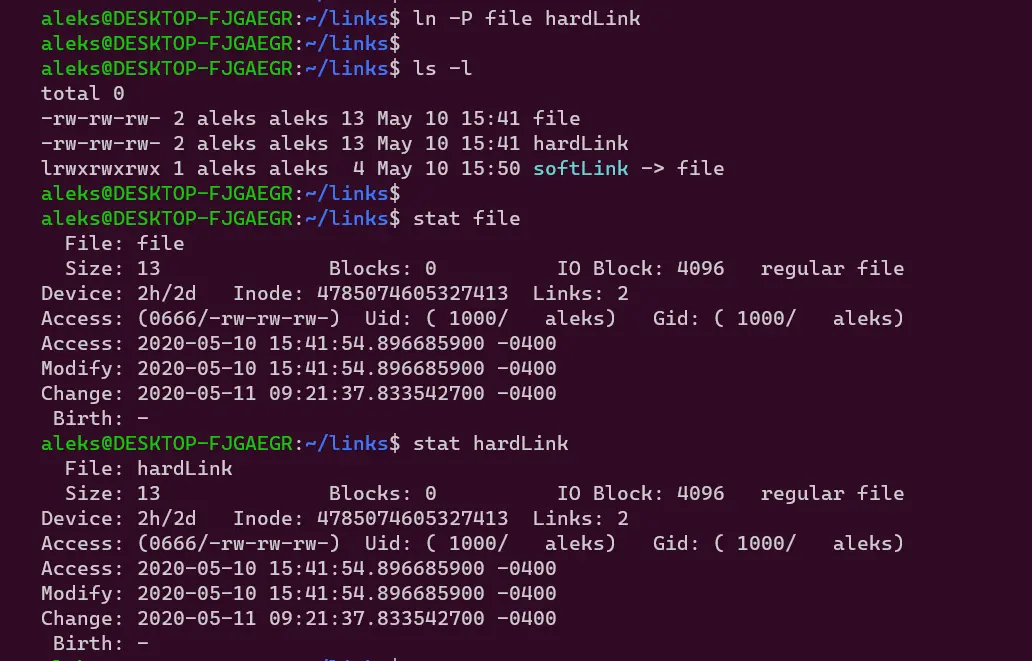 aleks@DESKTOP-FJGAEGR:~/links$ ln -P file hardLink
aleks@DESKTOP-FJGAEGR:~/links$
aleks@DESKTOP-FJGAEGR:~/links$ ls -l
total 0
-rw-rw-rw- 2 aleks aleks 13 May 10 15:41 file
-rw-rw-rw- 2 aleks aleks 13 May 10 15:41 hardLink
lrwxrwxrwx 1 aleks aleks  4 May 10 15:50 softLink -> file
aleks@DESKTOP-FJGAEGR:~/links$
aleks@DESKTOP-FJGAEGR:~/links$ stat file
  File: file
  Size: 13              Blocks: 0          IO Block: 4096   regular file
Device: 2h/2d   Inode: 4785074605327413  Links: 2
Access: (0666/-rw-rw-rw-)  Uid: ( 1000/   aleks)   Gid: ( 1000/   aleks)
Access: 2020-05-10 15:41:54.896685900 -0400
Modify: 2020-05-10 15:41:54.896685900 -0400
Change: 2020-05-11 09:21:37.833542700 -0400
 Birth: -
aleks@DESKTOP-FJGAEGR:~/links$ stat hardLink
  File: hardLink
  Size: 13              Blocks: 0          IO Block: 4096   regular file
Device: 2h/2d   Inode: 4785074605327413  Links: 2
Access: (0666/-rw-rw-rw-)  Uid: ( 1000/   aleks)   Gid: ( 1000/   aleks)
Access: 2020-05-10 15:41:54.896685900 -0400
Modify: 2020-05-10 15:41:54.896685900 -0400
Change: 2020-05-11 09:21:37.833542700 -0400
 Birth: -